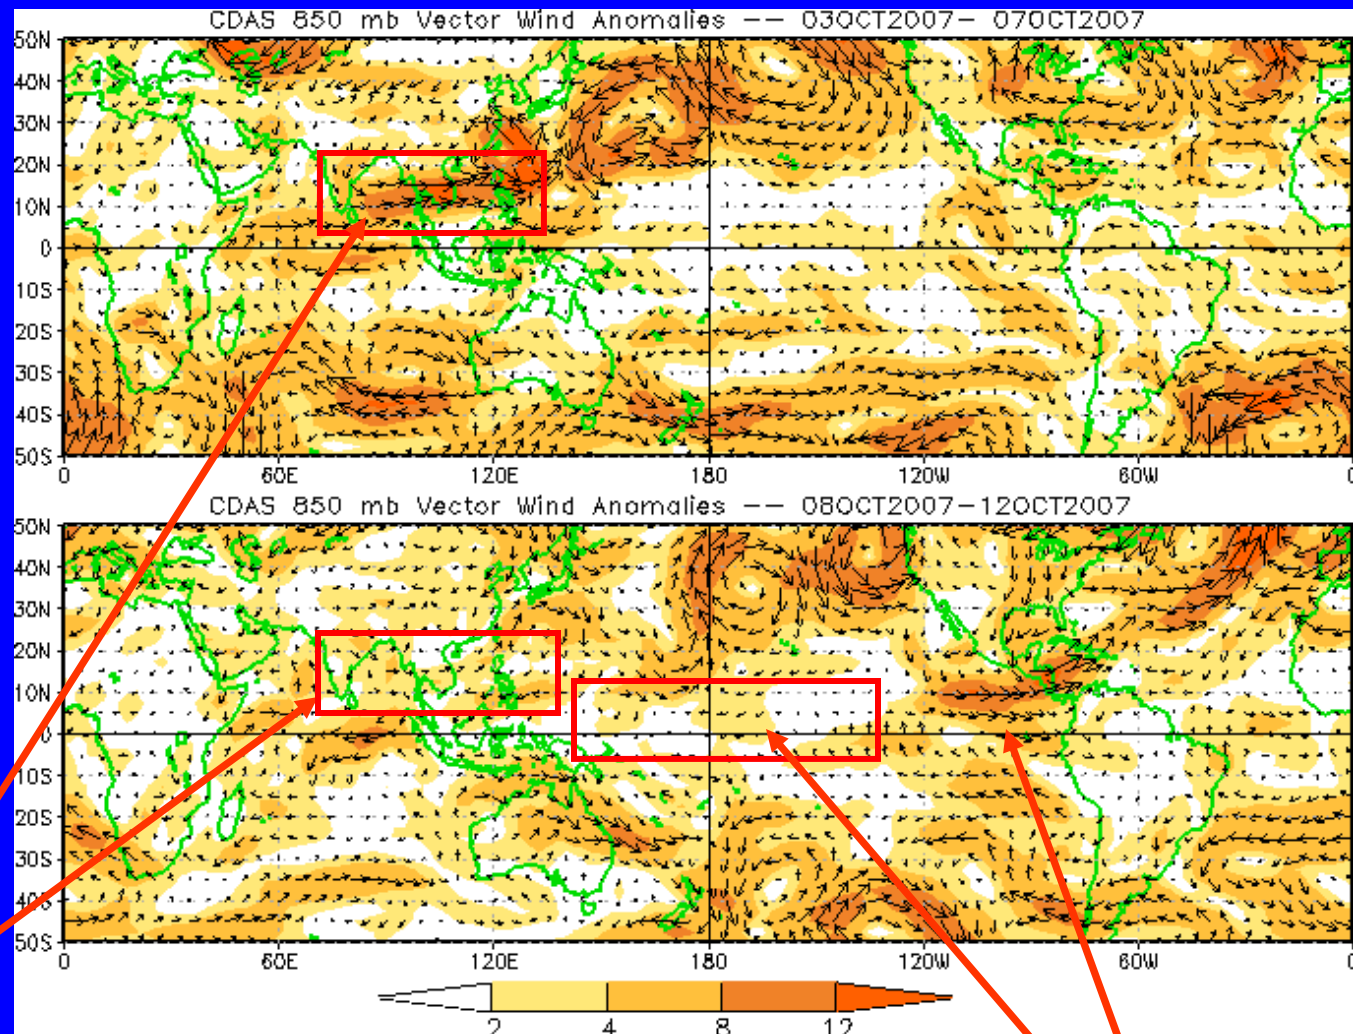 CDAS 850 mb Vector Wind Anomalies -- 03OCT2007- 07OCT2007
50N
40N
30N
20N
10N
0
10S
20S
30S
40S
50S
0 60E 120E 180 120W 60W 0
CDAS 850 mb Vector Wind Anomalies -- 08OCT2007-12OCT2007
50N
40N
30N
20N
10N
0
10S
20S
30S
40S
50S
0 60E 120E 180 120W 60W 0
2 4 8 12